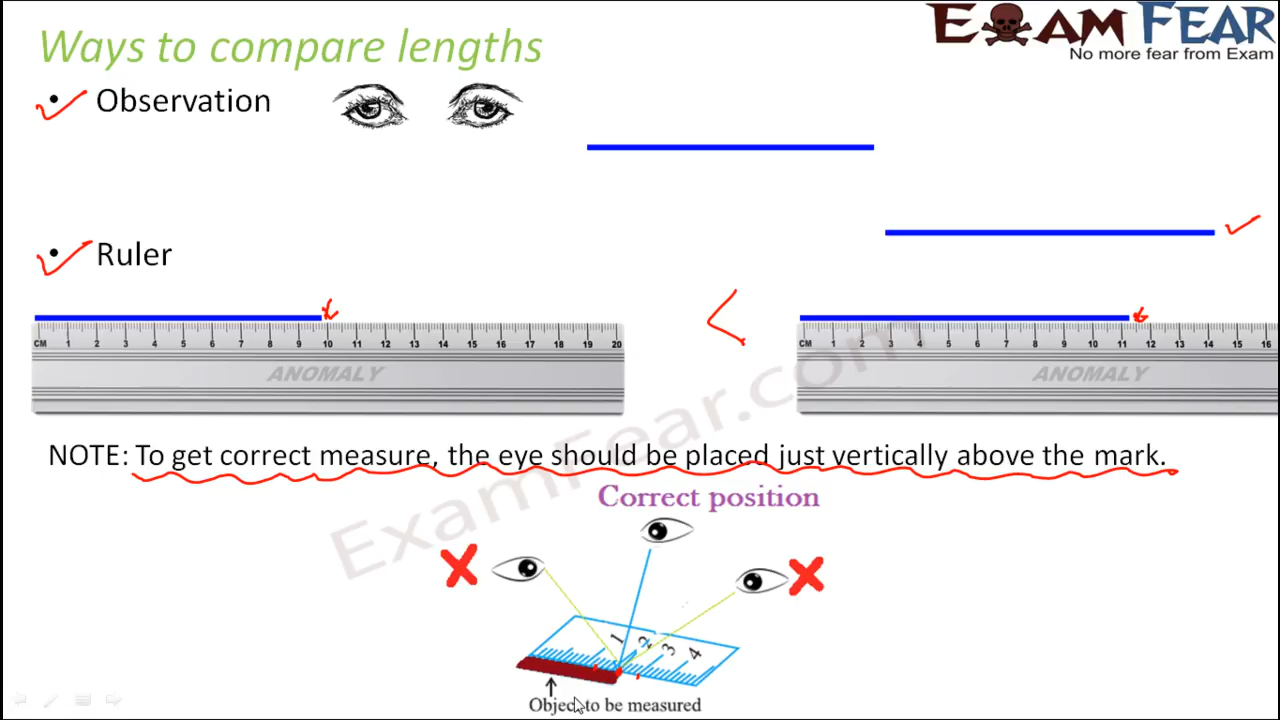 Ways to compare lengths
EXAM FEAR
No more fear from Exam
• Observation
• Ruler
CM 1 2 3 4 5 6 7 8 9 10 11 12 13 14 15 16 17 18 19 20
ANOMALY
<
CM 1 2 3 4 5 6 7 8 9 10 11 12 13 14 15 16
ANOMALY
ExamFear.com
NOTE: To get correct measure, the eye should be placed just vertically above the mark.
Correct position
1 2 3 4
Object to be measured